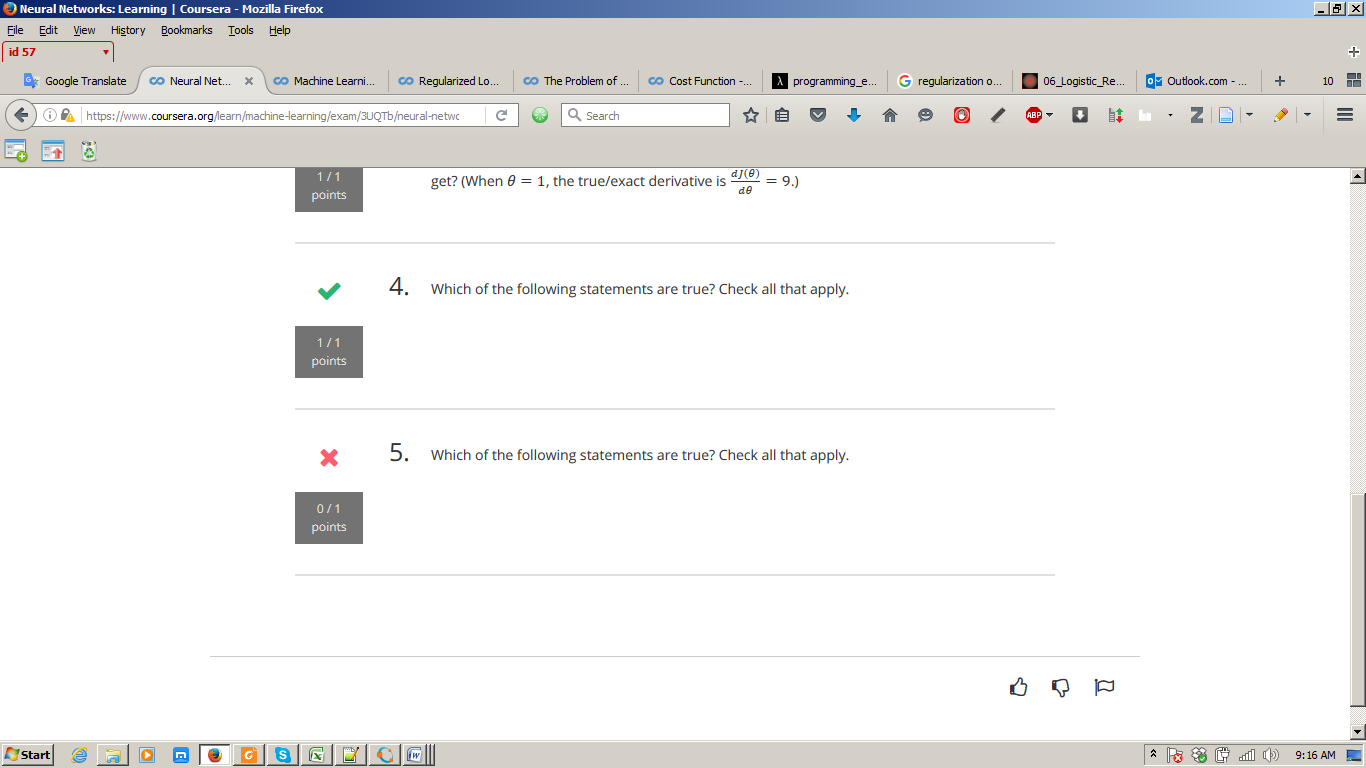 Neural Networks: Learning | Coursera - Mozilla Firefox
File Edit View History Bookmarks Tools Help
id 57
Google Translate Neural Net... Machine Learni... Regularized Lo... The Problem of ... Cost Function -... programming_e... regularization o... 06_Logistic_Re... Outlook.com - ... 10
https://www.coursera.org/learn/machine-learning/exam/3UQTb/neural-netwc Search ABP
1 / 1
points
get? (When θ = 1, the true/exact derivative is dJ(θ)/dθ = 9.)
4. Which of the following statements are true? Check all that apply.
1 / 1
points
5. Which of the following statements are true? Check all that apply.
0 / 1
points
Start 9:16 AM